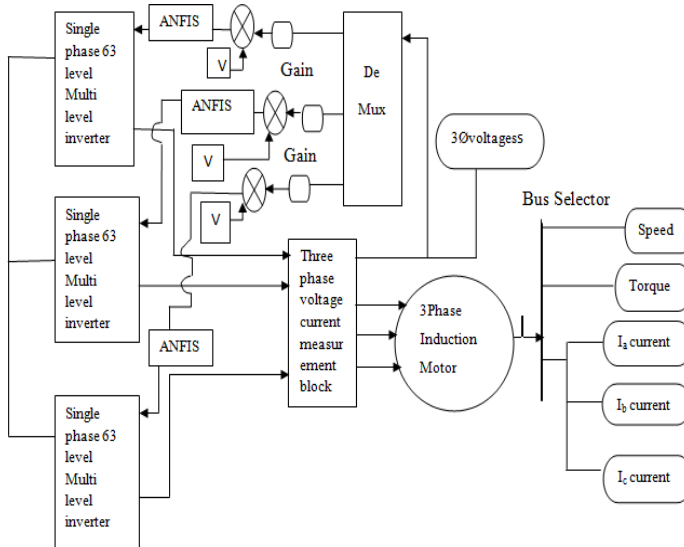 Single
phase 63
level
Multi
level
inverter
ANFIS
V
Gain
De
Mux
ANFIS
V
Gain
V
3Øvoltagess
Bus Selector
Single
phase 63
level
Multi
level
inverter
ANFIS
Three
phase
voltage
current
measur
ement
block
3Phase
Induction
Motor
Speed
Torque
Ia current
Ib current
Ic current
Single
phase 63
level
Multi
level
inverter